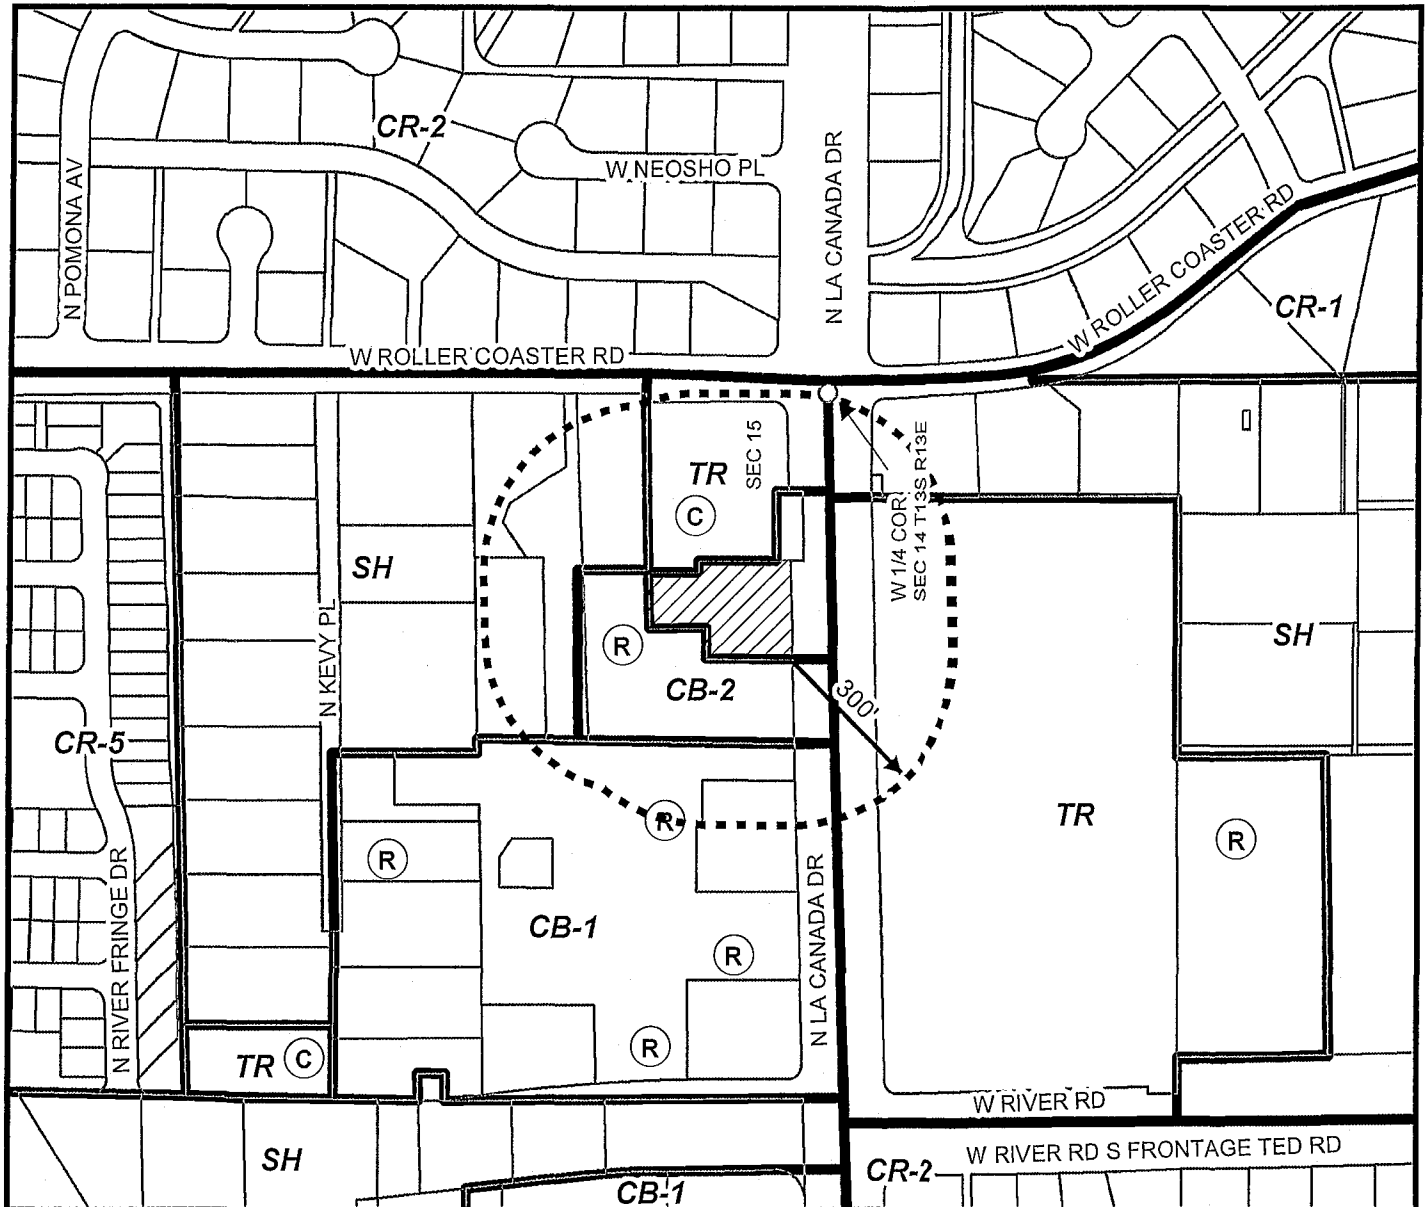 CR-2
W NEOSHO PL
N POMONA AV
N LA CANADA DR
W ROLLER COASTER RD
W ROLLER COASTER RD
CR-1
SEC 15
TR
C
W 1/4 COR.
SEC 14 T13S R13E
SH
R
CB-2
300'
N KEVY PL
SH
CR-5
TR
R
R
R
CB-1
N LA CANADA DR
R
N RIVER FRINGE DR
R
TR
C
W RIVER RD
W RIVER RD S FRONTAGE TED RD
SH
CR-2
CB-1